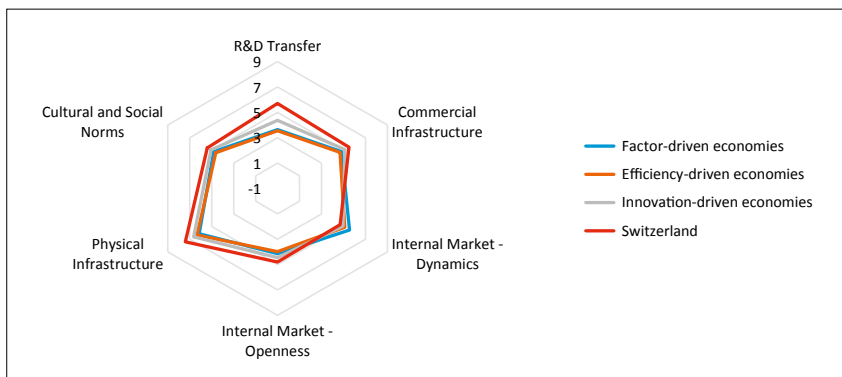 R&D Transfer
9
7
5
3
1
-1
Commercial
Infrastructure
Internal Market -
Dynamics
Internal Market -
Openness
Physical
Infrastructure
Cultural and Social
Norms
Factor-driven economies
Efficiency-driven economies
Innovation-driven economies
Switzerland